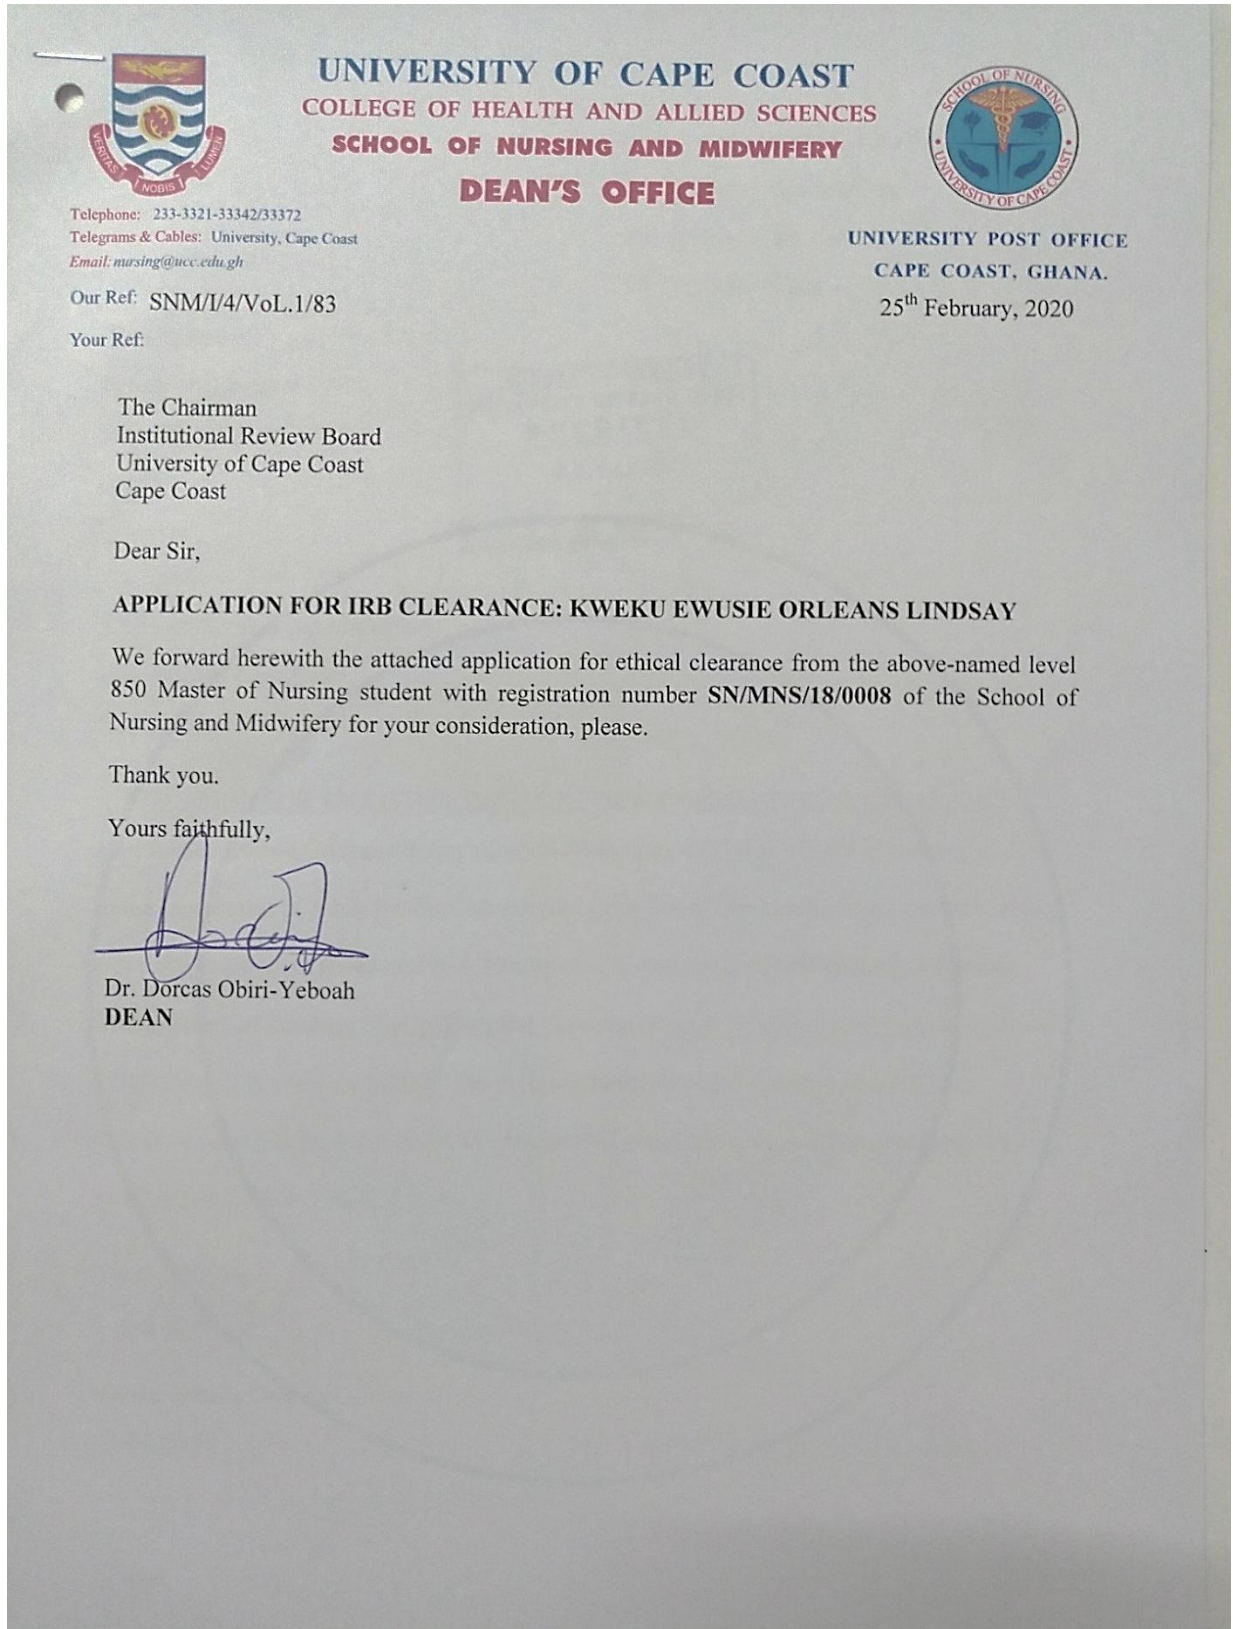 UNIVERSITY OF CAPE COAST
COLLEGE OF HEALTH AND ALLIED SCIENCES
SCHOOL OF NURSING AND MIDWIFERY
DEAN'S OFFICE
VERITAS NOBIS LUMEN
SCHOOL OF NURSING
UNIVERSITY OF CAPE COAST
Telephone: 233-3321-33342/33372
Telegrams & Cables: University, Cape Coast
Email: nursing@ucc.edu.gh
UNIVERSITY POST OFFICE
CAPE COAST, GHANA.
Our Ref: SNM/I/4/VoL.1/83
25th February, 2020
Your Ref:
The Chairman
Institutional Review Board
University of Cape Coast
Cape Coast
Dear Sir,
APPLICATION FOR IRB CLEARANCE: KWEKU EWUSIE ORLEANS LINDSAY
We forward herewith the attached application for ethical clearance from the above-named level
850 Master of Nursing student with registration number SN/MNS/18/0008 of the School of
Nursing and Midwifery for your consideration, please.
Thank you.
Yours faithfully,
Dr. Dorcas Obiri-Yeboah
DEAN